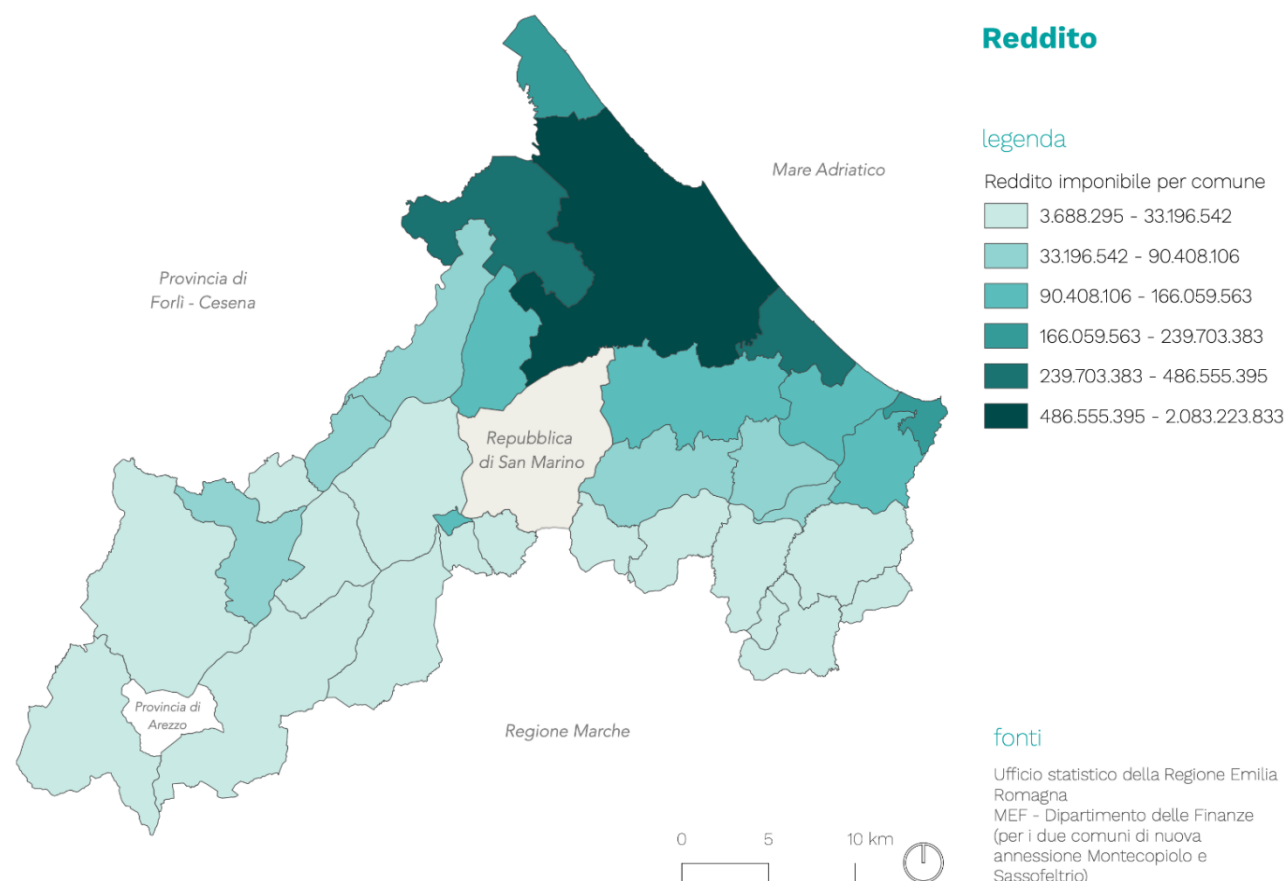 Reddito
legenda
Reddito imponibile per comune
3.688.295 - 33.196.542
33.196.542 - 90.408.106
90.408.106 - 166.059.563
166.059.563 - 239.703.383
239.703.383 - 486.555.395
486.555.395 - 2.083.223.833
Mare Adriatico
Provincia di
Forlì - Cesena
Repubblica
di San Marino
Provincia di
Arezzo
Regione Marche
0 5 10 km
fonti
Ufficio statistico della Regione Emilia
Romagna
MEF - Dipartimento delle Finanze
(per i due comuni di nuova
annessione Montecopiolo e
Sassofeltrio)